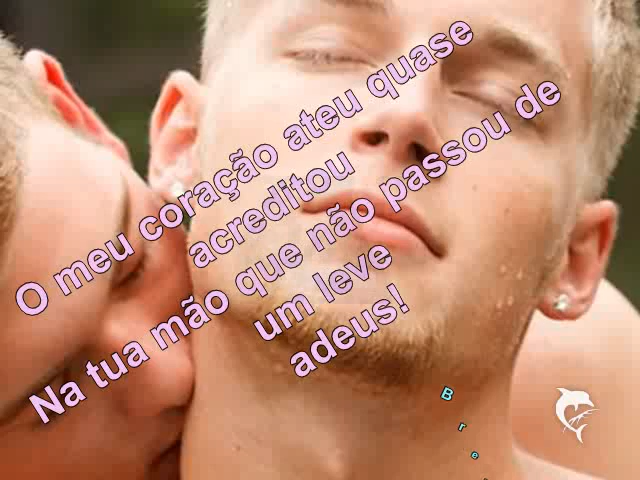 O meu coração ateu quase
acreditou
Na tua mão que não passou de
um leve
adeus!
B
r
e